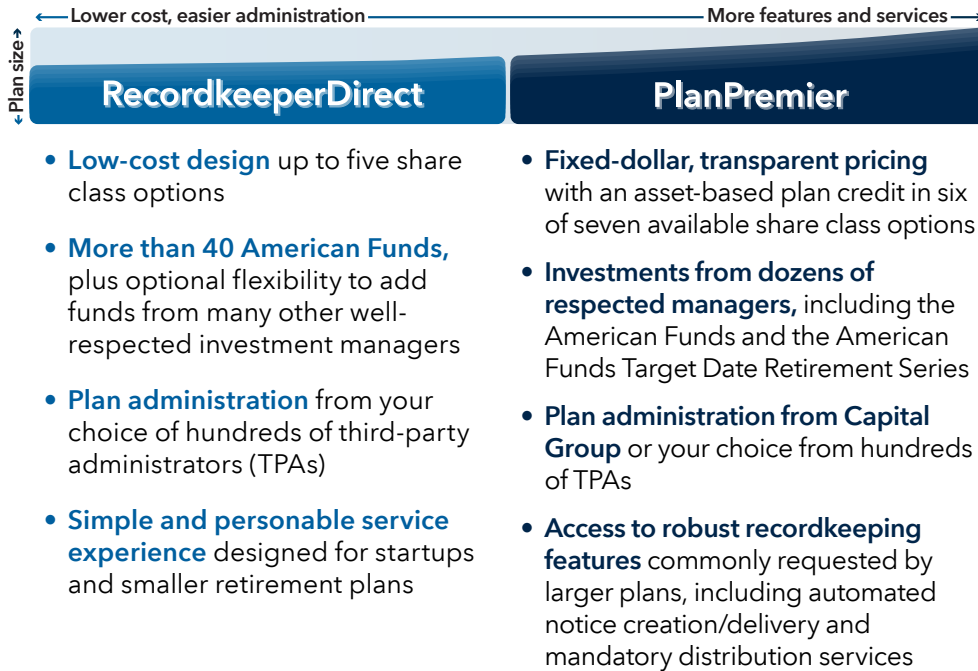 Lower cost, easier administration
More features and services
Plan size
RecordkeeperDirect
PlanPremier
• Low-cost design up to five share
class options
• More than 40 American Funds,
plus optional flexibility to add
funds from many other well-
respected investment managers
• Plan administration from your
choice of hundreds of third-party
administrators (TPAs)
• Simple and personable service
experience designed for startups
and smaller retirement plans
• Fixed-dollar, transparent pricing
with an asset-based plan credit in six
of seven available share class options
• Investments from dozens of
respected managers, including the
American Funds and the American
Funds Target Date Retirement Series
• Plan administration from Capital
Group or your choice from hundreds
of TPAs
• Access to robust recordkeeping
features commonly requested by
larger plans, including automated
notice creation/delivery and
mandatory distribution services